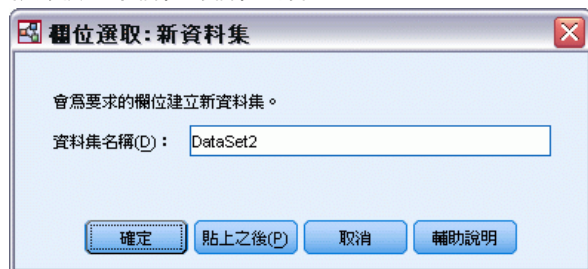 欄位選取：新資料集
會為要求的欄位建立新資料集。
資料集名稱(D)： DataSet2
確定 貼上之後(P) 取消 輔助說明